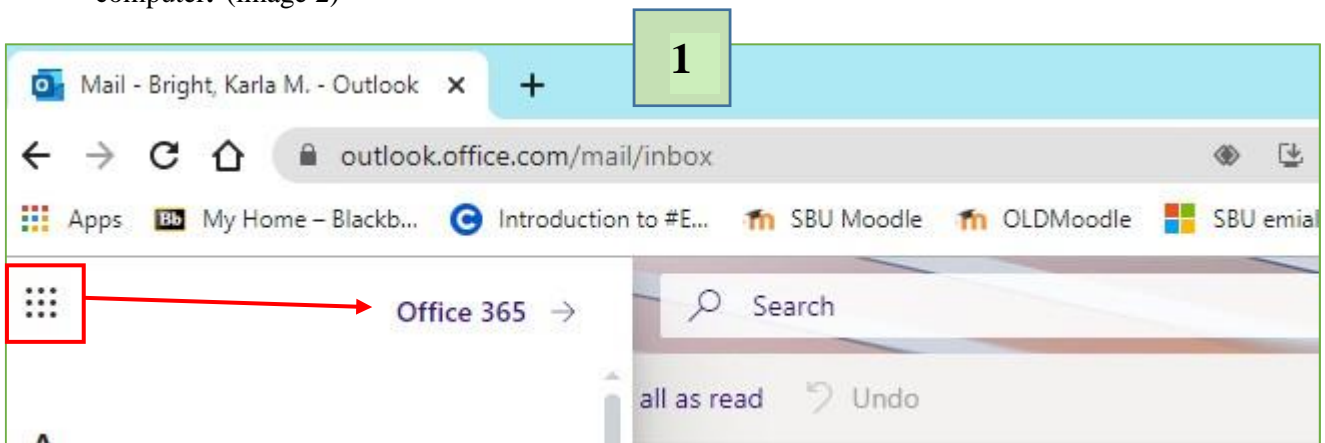 computer. (image 2)
1
Mail - Bright, Karla M. - Outlook
outlook.office.com/mail/inbox
Apps Bb My Home – Blackb... C Introduction to #E... m SBU Moodle m OLDMoodle SBU emial
Office 365 → Search
all as read Undo